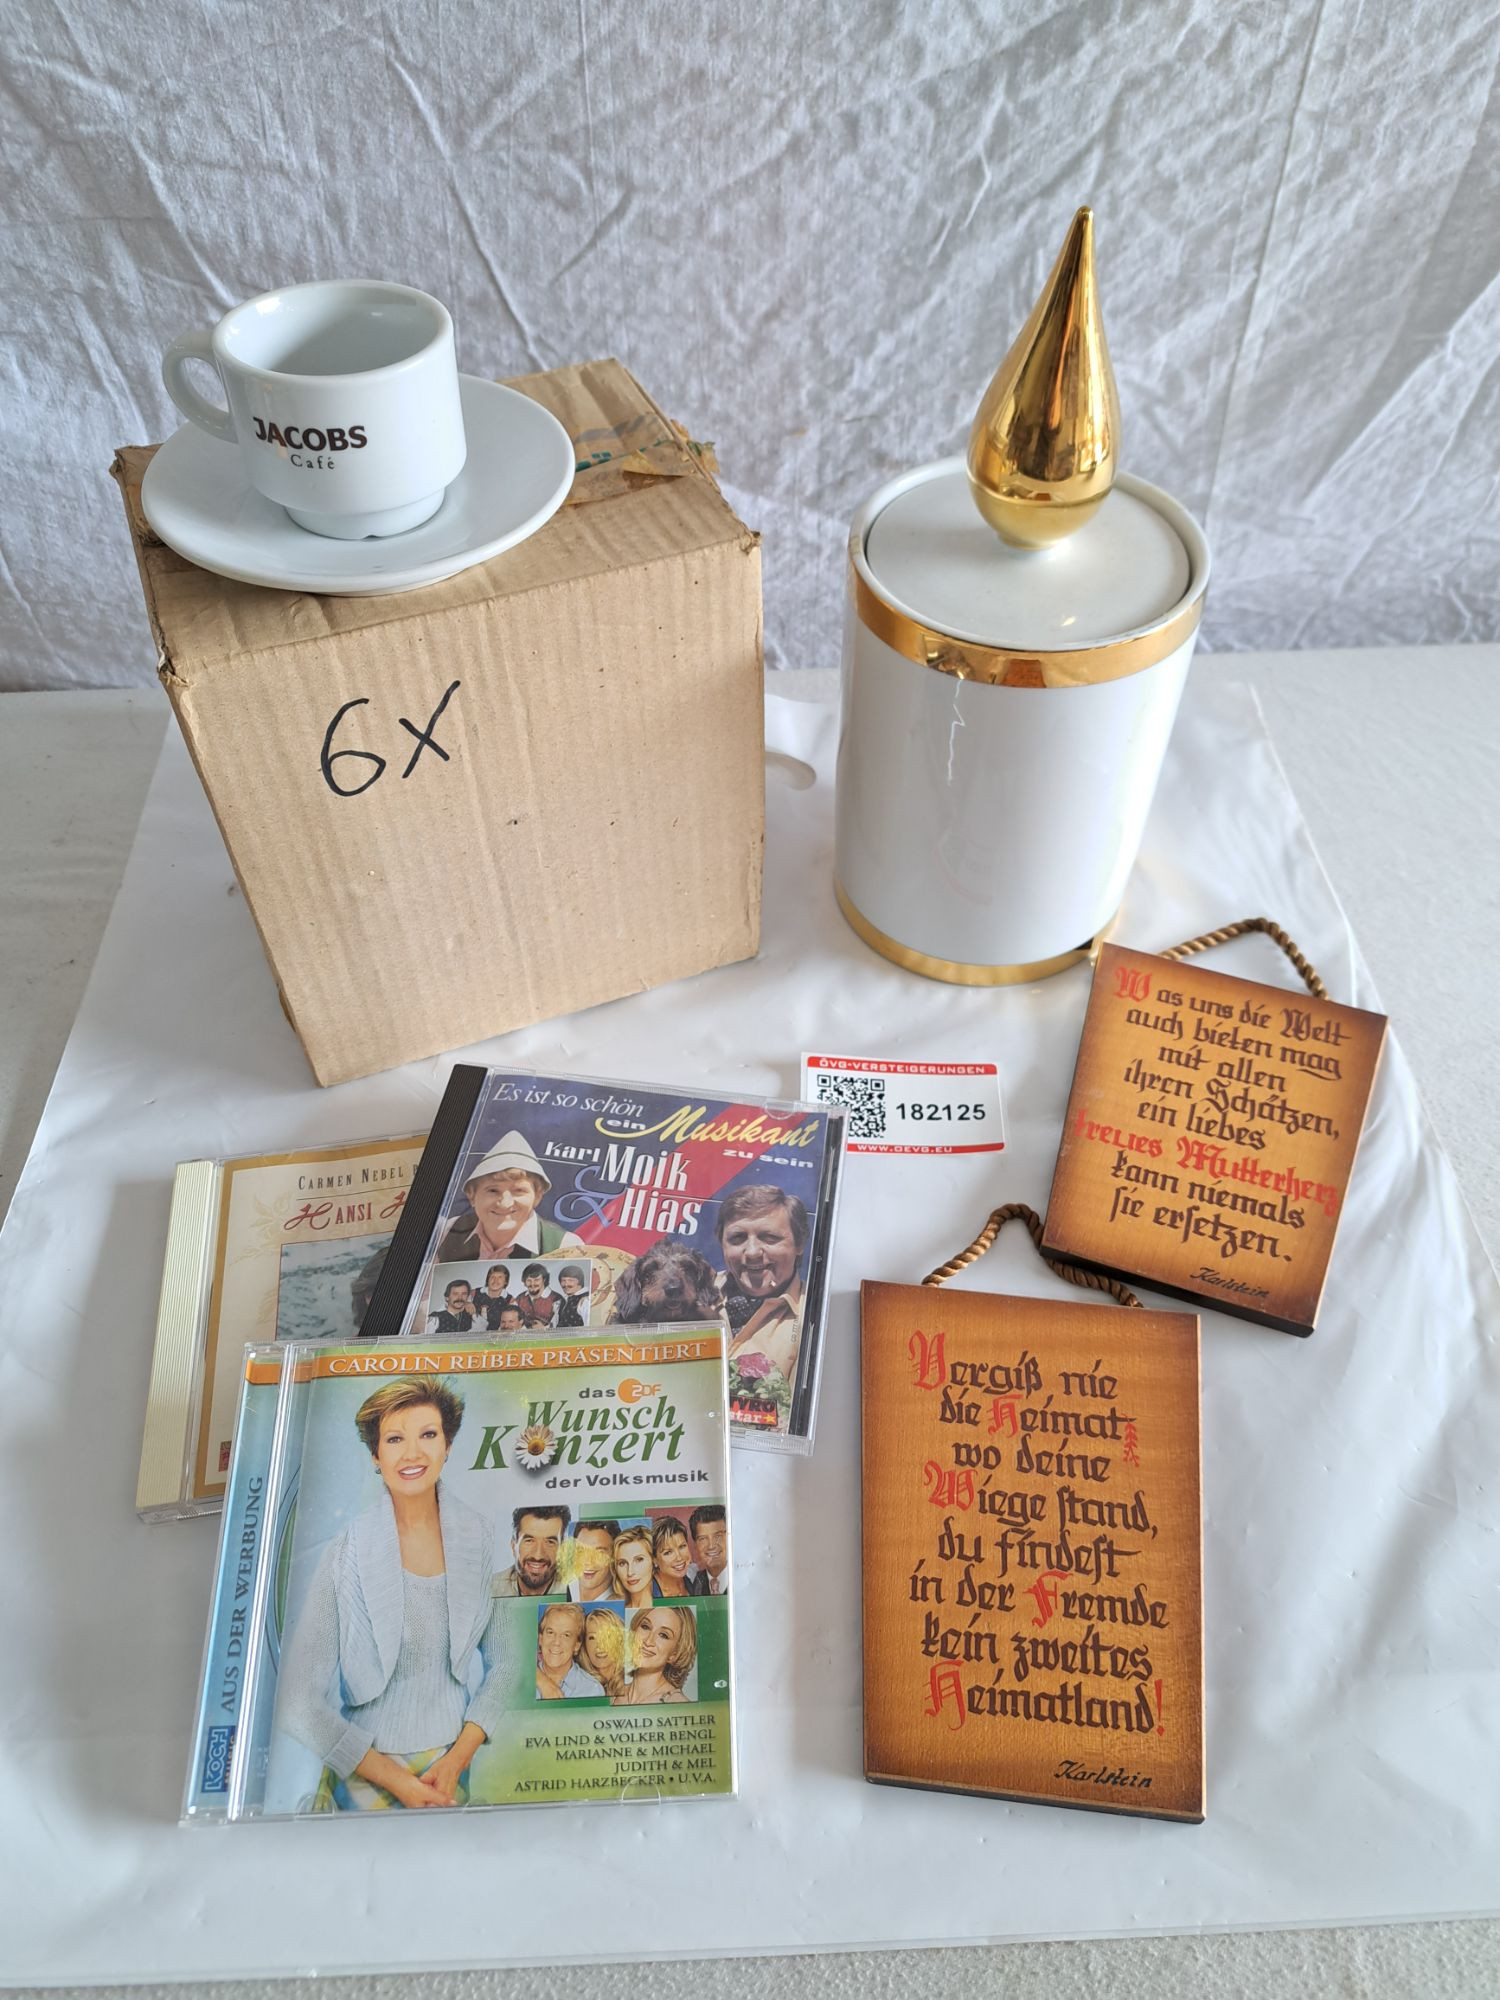 JACOBS
Café
6x
ÖVG-VERSTEIGERUNGEN
182125
WWW.OEVG.EU
Was uns die Welt
auch bieten mag
mit allen
ihren Schätzen,
ein liebes
treues Mutterherz
kann niemals
sie ersetzen.
Karlstein
Es ist so schön
ein Musikant
zu sein
Karl Moik
& Hias
TYRO
star
CARMEN NEBEL
HANSI
CAROLIN REIBER PRÄSENTIERT
das ZDF
Wunsch
Konzert
der Volksmusik
OSWALD SATTLER
EVA LIND & VOLKER BENGL
MARIANNE & MICHAEL
JUDITH & MEL
ASTRID HARZBECKER • U.V.A.
AUS DER WERBUNG
KOCH
MUSIC
Vergiß nie
die Heimat
wo deine
Wiege stand,
du findest
in der Fremde
kein zweites
Heimatland!
Karlstein